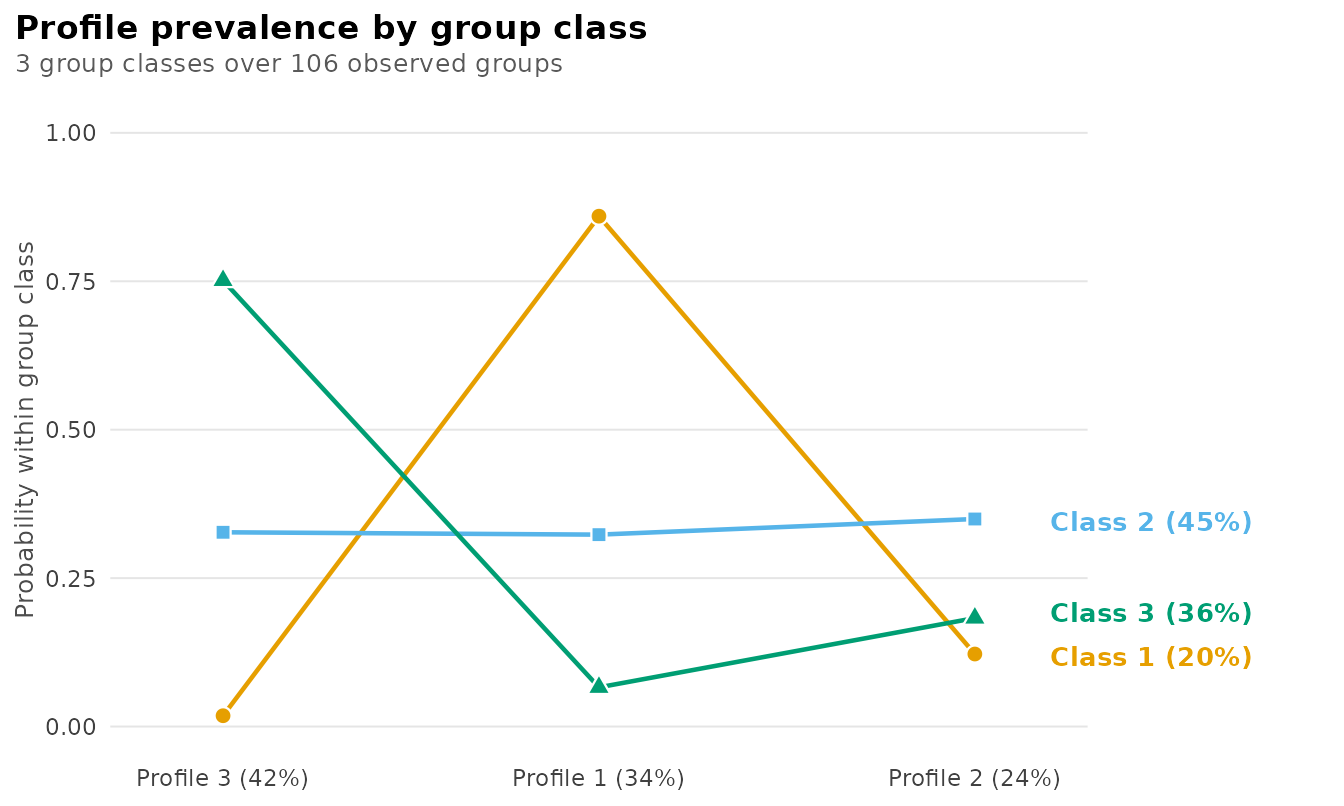 Profile prevalence by group class
3 group classes over 106 observed groups
Probability within group class
1.00
0.75
0.50
0.25
0.00
Class 2 (45%)
Class 3 (36%)
Class 1 (20%)
Profile 3 (42%)
Profile 1 (34%)
Profile 2 (24%)